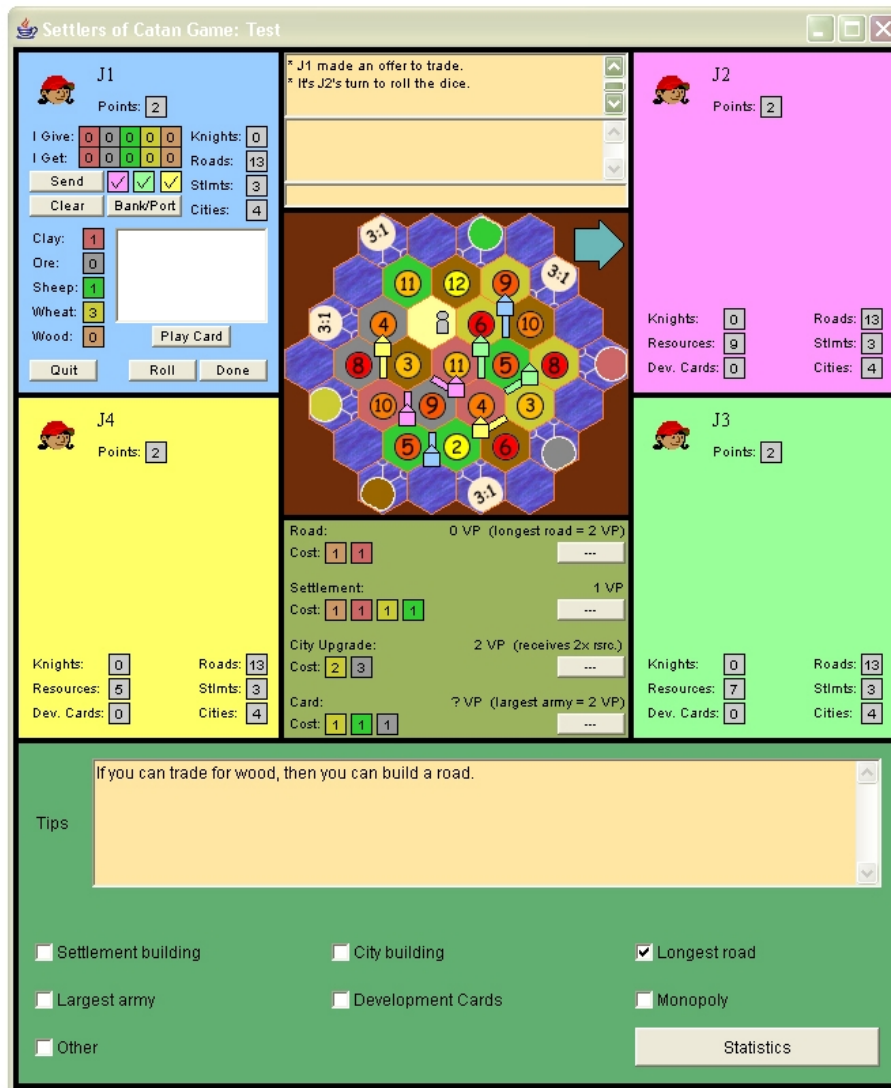 Settlers of Catan Game: Test
J1
Points: 2
I Give: 0 0 0 0 0 Knights: 0
I Get: 0 0 0 0 0 Roads: 13
Send Stlmts: 3
Clear Bank/Port Cities: 4
Clay: 1
Ore: 0
Sheep: 1
Wheat: 3
Wood: 0 Play Card
Quit Roll Done
* J1 made an offer to trade.
* It's J2's turn to roll the dice.
J2
Points: 2
Knights: 0 Roads: 13
Resources: 9 Stlmts: 3
Dev. Cards: 0 Cities: 4
3:1
11 12 9 3:1
3:1 4 6 10
8 3 11 5 8
10 9 4 3
5 2 6
3:1
J4
Points: 2
Knights: 0 Roads: 13
Resources: 5 Stlmts: 3
Dev. Cards: 0 Cities: 4
Road: 0 VP (longest road = 2 VP)
Cost: 1 1 ---
Settlement: 1 VP
Cost: 1 1 1 1 ---
City Upgrade: 2 VP (receives 2x rsrc.)
Cost: 2 3 ---
Card: ? VP (largest army = 2 VP)
Cost: 1 1 1 ---
J3
Points: 2
Knights: 0 Roads: 13
Resources: 7 Stlmts: 3
Dev. Cards: 0 Cities: 4
Tips
If you can trade for wood, then you can build a road.
Settlement building City building Longest road
Largest army Development Cards Monopoly
Other Statistics